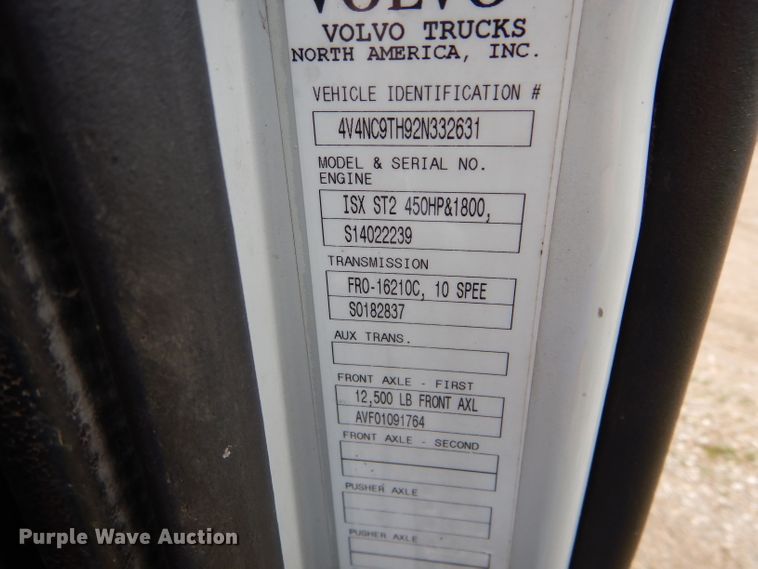 VOLVO
VOLVO TRUCKS
NORTH AMERICA, INC.
VEHICLE IDENTIFICATION #
4V4NC9TH92N332631
MODEL & SERIAL NO.
ENGINE
ISX ST2 450HP&1800,
S14022239
TRANSMISSION
FRO-16210C, 10 SPEE
S0182837
AUX TRANS.
FRONT AXLE - FIRST
12,500 LB FRONT AXL
AVF01091764
FRONT AXLE - SECOND
PUSHER AXLE
PUSHER AXLE
Purple Wave Auction